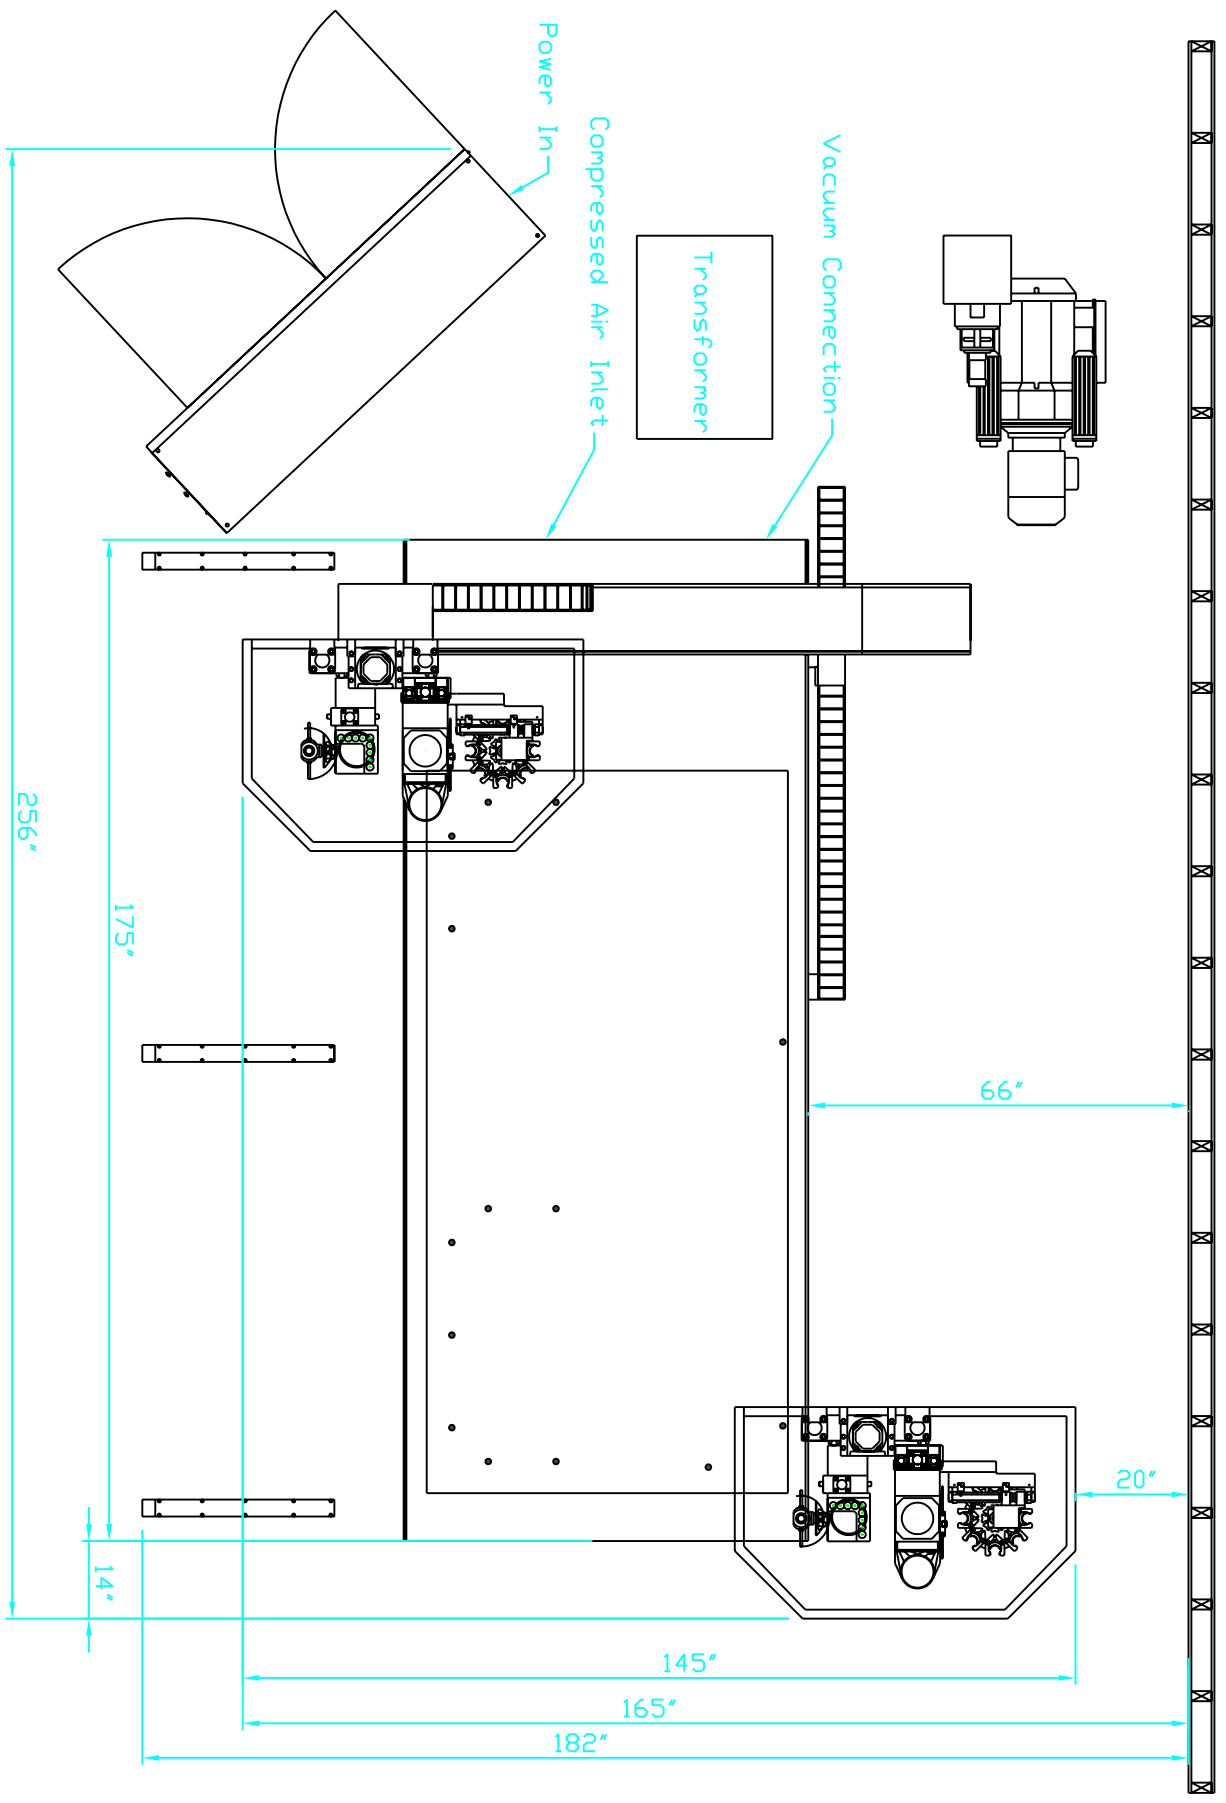 Power In
Compressed Air Inlet
Vacuum Connection
Transformer
256"
175"
14"
66"
20"
145"
165"
182"